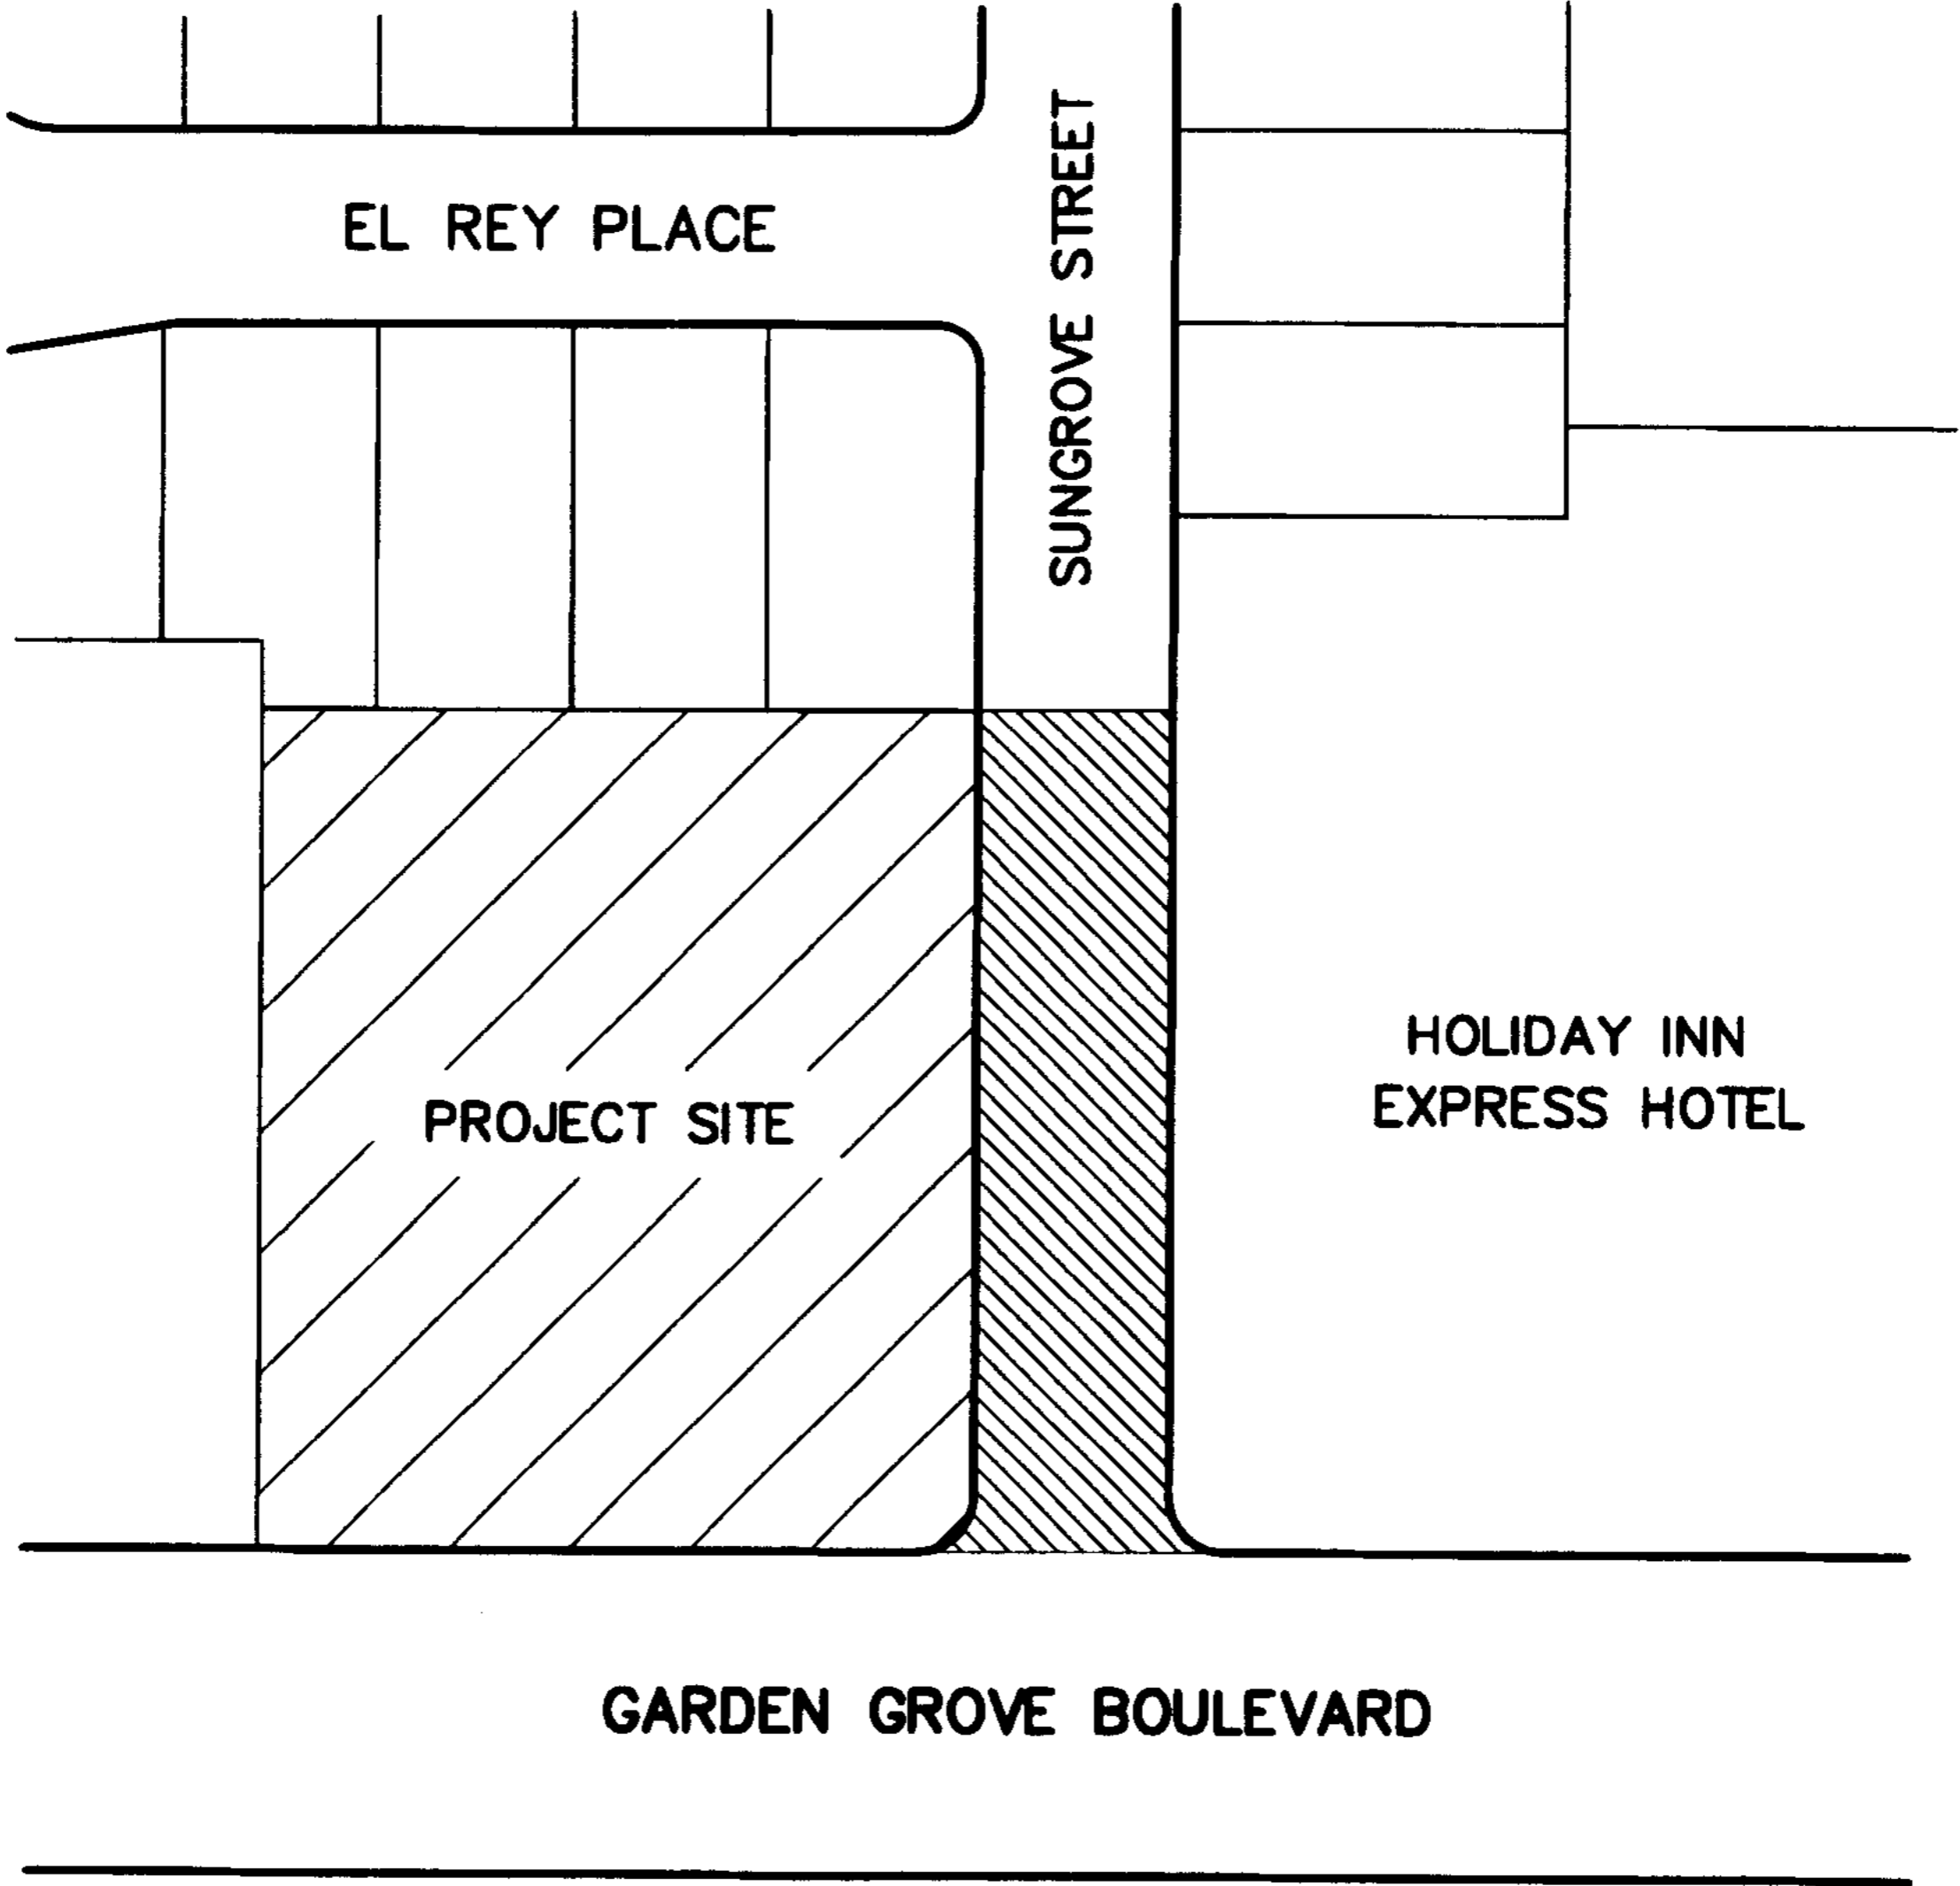 EL REY PLACE
SUNGROVE STREET
HOLIDAY INN
EXPRESS HOTEL
PROJECT SITE
GARDEN GROVE BOULEVARD